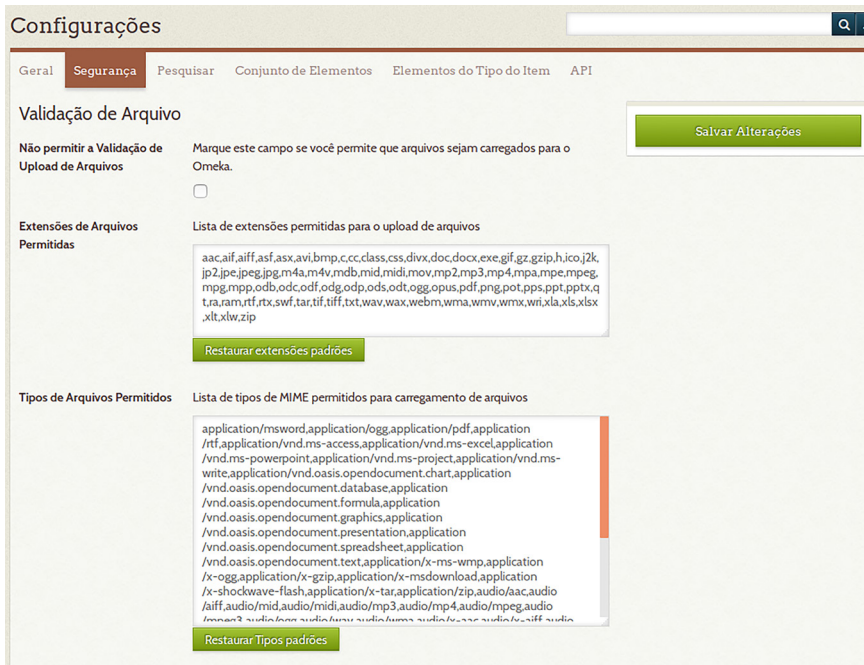 Configurações
Geral Segurança Pesquisar Conjunto de Elementos Elementos do Tipo do Item API
Validação de Arquivo
Salvar Alterações
Não permitir a Validação de
Upload de Arquivos
Marque este campo se você permite que arquivos sejam carregados para o
Omeka.
Extensões de Arquivos
Permitidas
Lista de extensões permitidas para o upload de arquivos
aac,aif,aiff,asf,asx,avi,bmp,c,cc,class,css,divx,doc,docx,exe,gif,gz,gzip,h,ico,j2k,
jp2,jpe,jpeg,jpg,m4a,m4v,mdb,mid,midi,mov,mp2,mp3,mp4,mpa,mpe,mpeg,
mpg,mpp,odb,odc,odf,odg,odp,ods,odt,ogg,opus,pdf,png,pot,pps,ppt,pptx,q
t,ra,ram,rtf,rtx,swf,tar,tif,tiff,txt,wav,wax,webm,wma,wmv,wmx,wri,xla,xls,xlsx
,xlt,xlw,zip
Restaurar extensões padrões
Tipos de Arquivos Permitidos
Lista de tipos de MIME permitidos para carregamento de arquivos
application/msword,application/ogg,application/pdf,application
/rtf,application/vnd.ms-access,application/vnd.ms-excel,application
/vnd.ms-powerpoint,application/vnd.ms-project,application/vnd.ms-
write,application/vnd.oasis.opendocument.chart,application
/vnd.oasis.opendocument.database,application
/vnd.oasis.opendocument.formula,application
/vnd.oasis.opendocument.graphics,application
/vnd.oasis.opendocument.presentation,application
/vnd.oasis.opendocument.spreadsheet,application
/vnd.oasis.opendocument.text,application/x-ms-wmp,application
/x-ogg,application/x-gzip,application/x-msdownload,application
/x-shockwave-flash,application/x-tar,application/zip,audio/aac,audio
/aiff,audio/mid,audio/midi,audio/mp3,audio/mp4,audio/mpeg,audio
/mpeg3,audio/ogg,audio/wav,audio/wma,audio/x-aac,audio/x-aiff,audio
Restaurar Tipos padrões